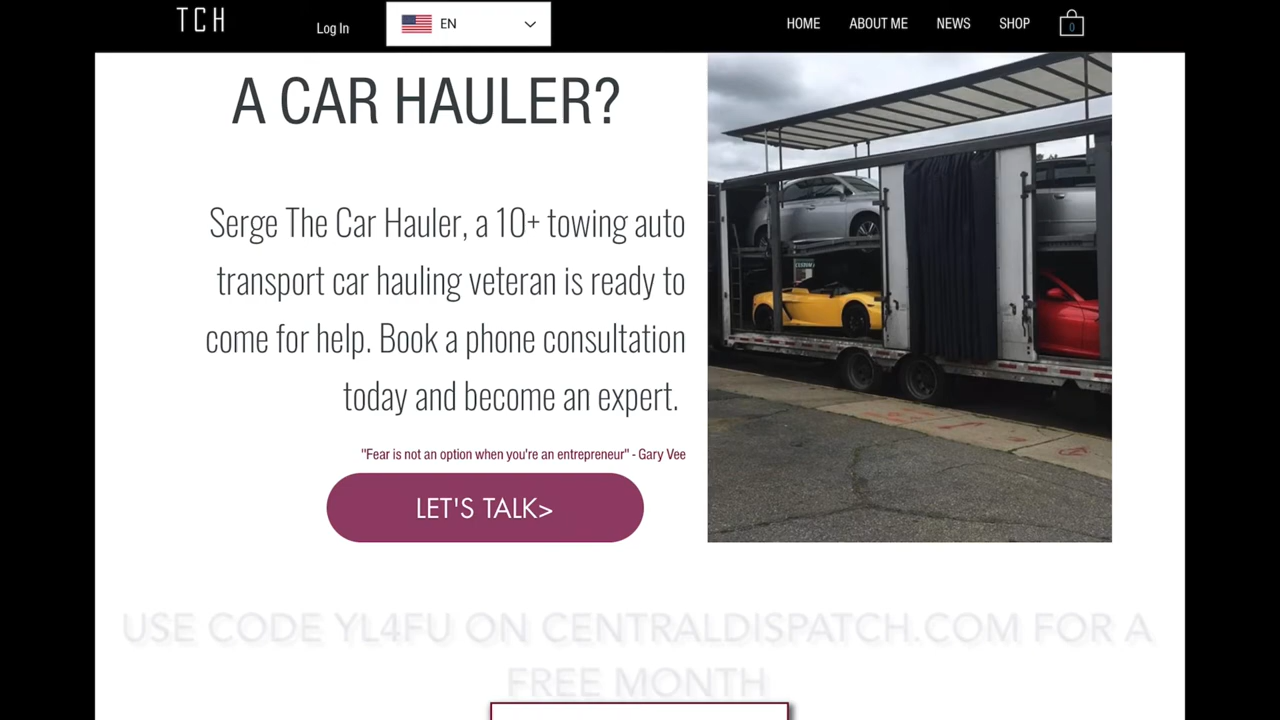 TCH
Log In
EN
HOME
ABOUT ME
NEWS
SHOP
0
A CAR HAULER?
Serge The Car Hauler, a 10+ towing auto
transport car hauling veteran is ready to
come for help. Book a phone consultation
today and become an expert.
"Fear is not an option when you're an entrepreneur" - Gary Vee
LET'S TALK>
USE CODE YL4FU ON CENTRALDISPATCH.COM FOR A
FREE MONTH